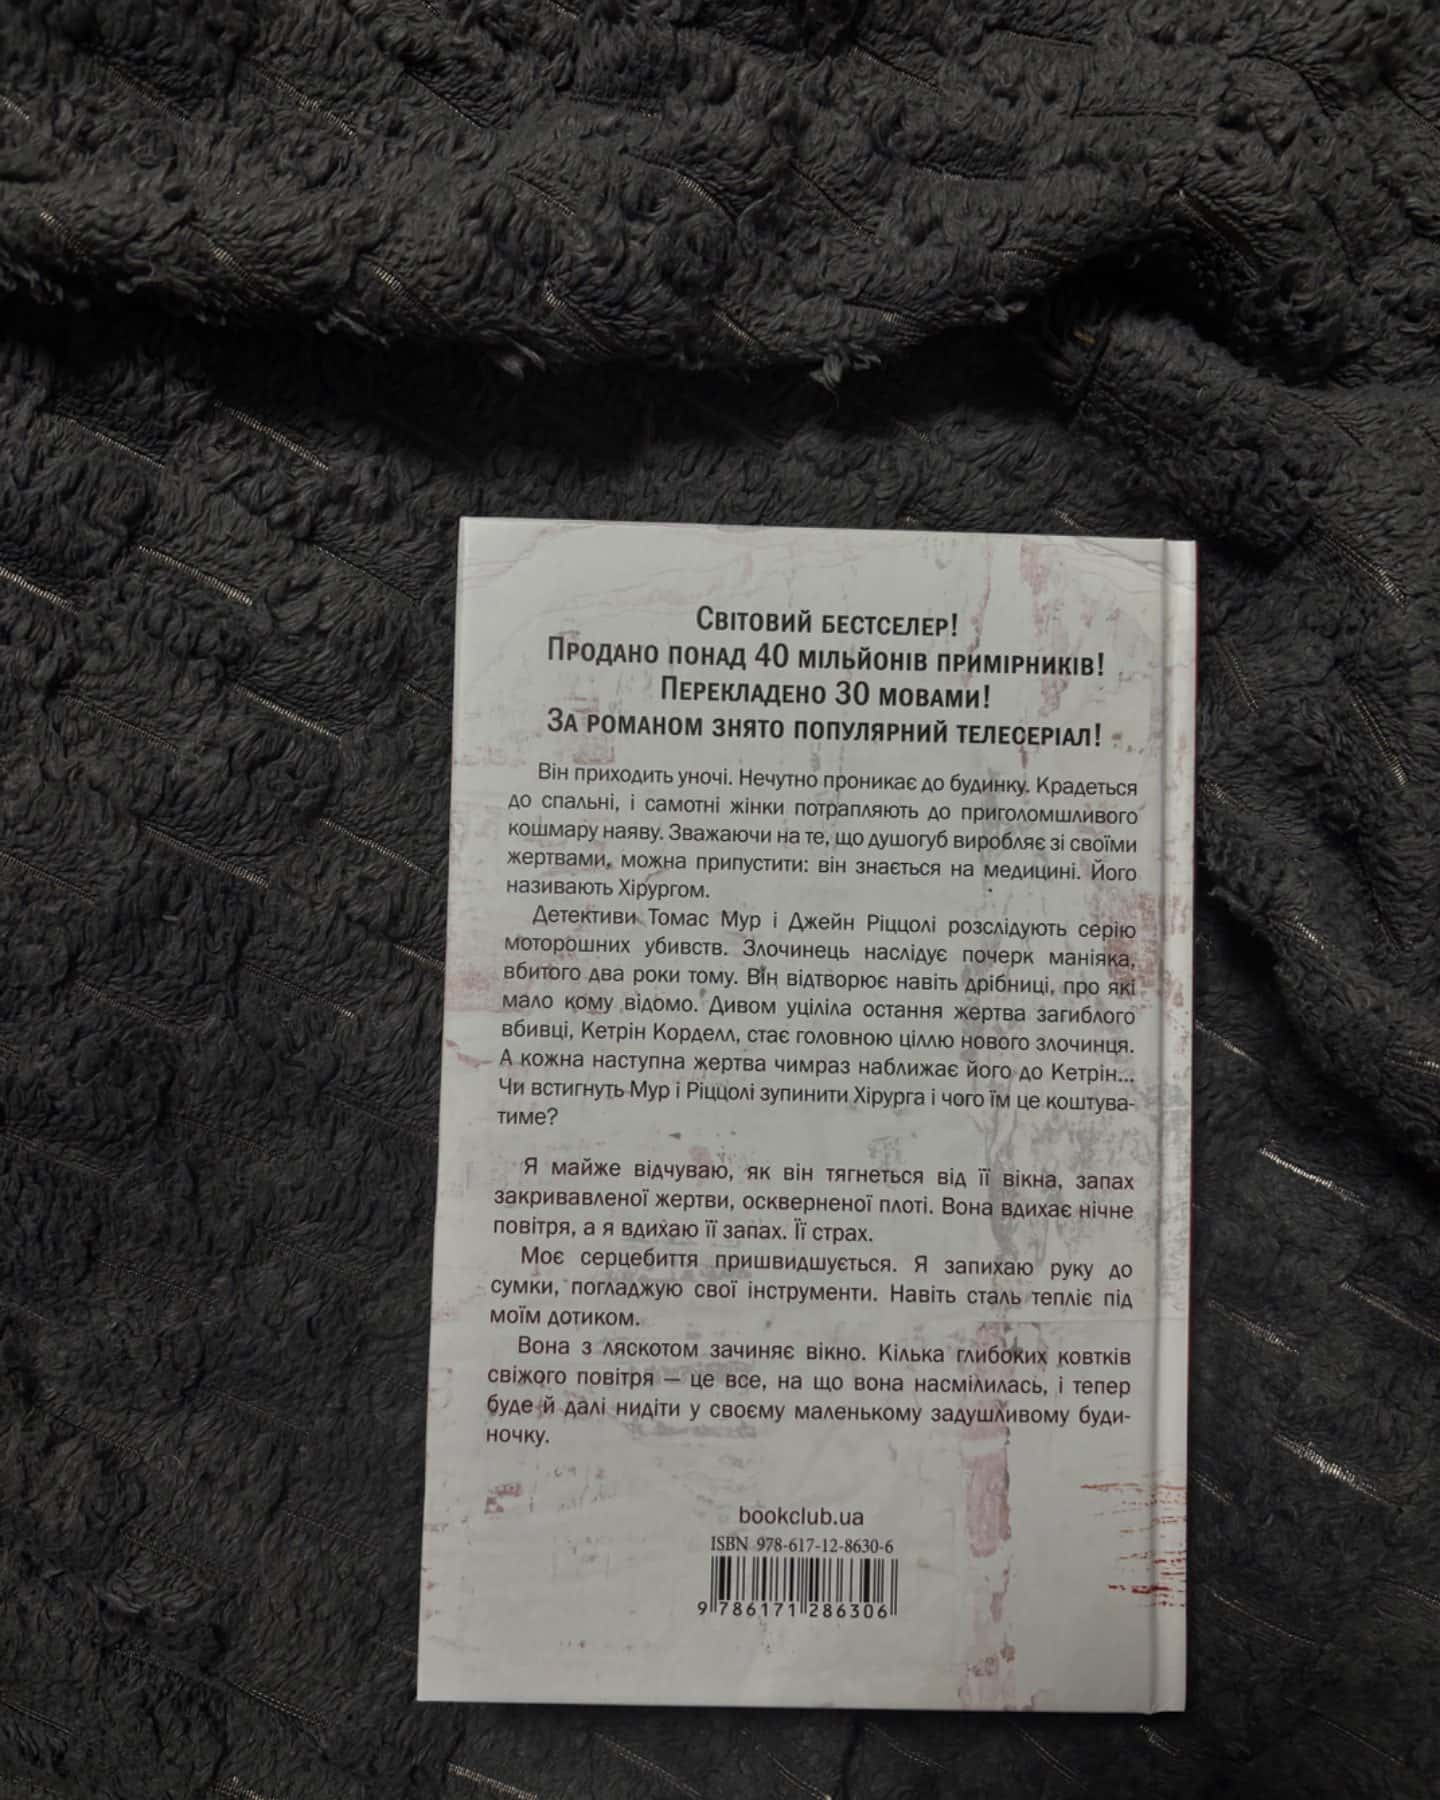 Світовий бестселер!
Продано понад 40 мільйонів примірників!
Перекладено 30 мовами!
За романом знято популярний телесеріал!
Він приходить уночі. Нечутно проникає до будинку. Крадеться
до спальні, і самотні жінки потрапляють до приголомшливого
кошмару наяву. Зважаючи на те, що душогуб виробляє зі своїми
жертвами, можна припустити: він знається на медицині. Його
називають Хірургом.
Детективи Томас Мур і Джейн Ріццолі розслідують серію
моторошних убивств. Злочинець наслідує почерк маніяка,
вбитого два роки тому. Він відтворює навіть дрібниці, про які
мало кому відомо. Дивом уціліла остання жертва загиблого
вбивці, Кетрін Корделл, стає головною ціллю нового злочинця.
А кожна наступна жертва чимраз наближає його до Кетрін...
Чи встигнуть Мур і Ріццолі зупинити Хірурга і чого їм це коштува-
тиме?
Я майже відчуваю, як він тягнеться від її вікна, запах
закривавленої жертви, оскверненої плоті. Вона вдихає нічне
повітря, а я вдихаю її запах. Її страх.
Моє серцебиття пришвидшується. Я запихаю руку до
сумки, погладжую свої інструменти. Навіть сталь тепліє під
моїм дотиком.
Вона з ляскотом зачиняє вікно. Кілька глибоких ковтків
свіжого повітря — це все, на що вона насмілилась, і тепер
буде й далі нидіти у своєму маленькому задушливому буди-
ночку.
bookclub.ua
ISBN 978-617-12-8630-6
9 786171 286306